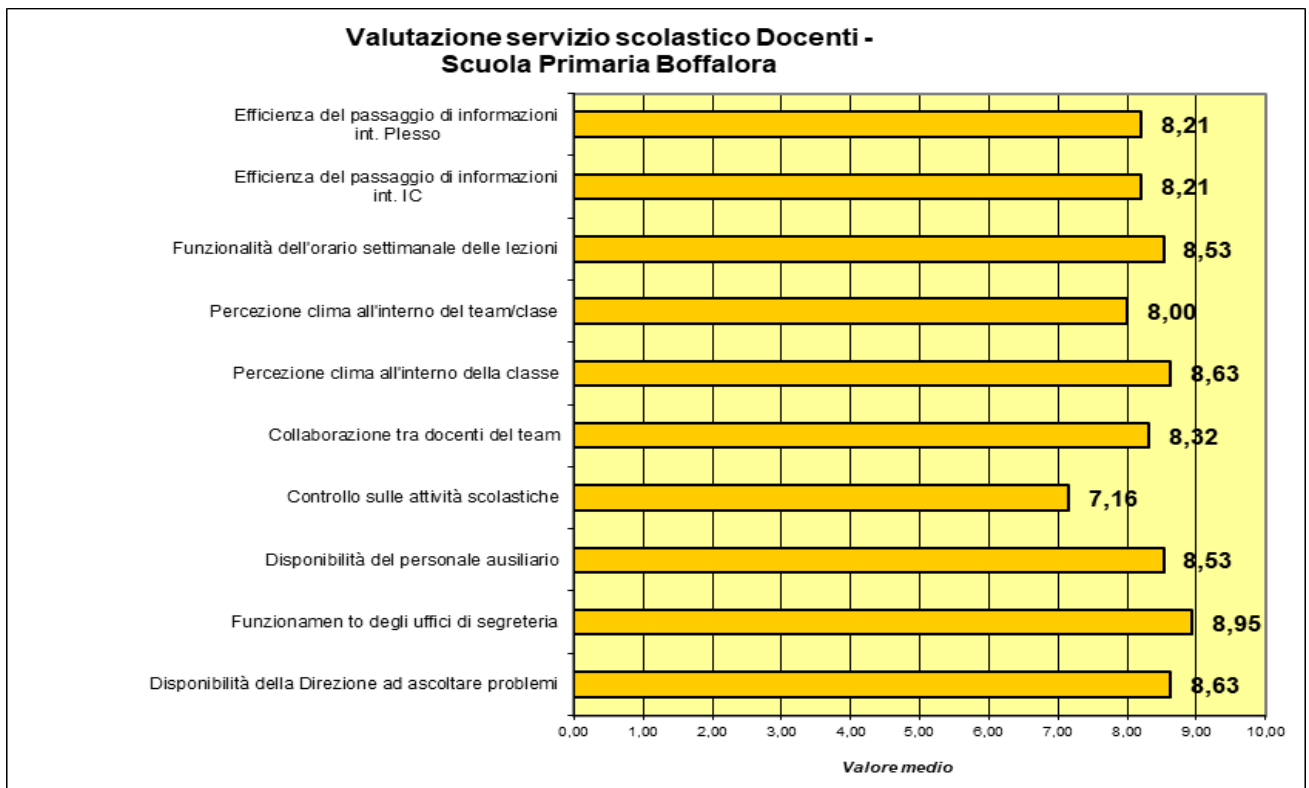 Valutazione servizio scolastico Docenti -
Scuola Primaria Boffalora
Efficienza del passaggio di informazioni
int. Plesso
8,21
Efficienza del passaggio di informazioni
int. IC
8,21
Funzionalità dell'orario settimanale delle lezioni
8,53
Percezione clima all'interno del team/clase
8,00
Percezione clima all'interno della classe
8,63
Collaborazione tra docenti del team
8,32
Controllo sulle attività scolastiche
7,16
Disponibilità del personale ausiliario
8,53
Funzionamen to degli uffici di segreteria
8,95
Disponibilità della Direzione ad ascoltare problemi
8,63
0,00 1,00 2,00 3,00 4,00 5,00 6,00 7,00 8,00 9,00 10,00
Valore medio